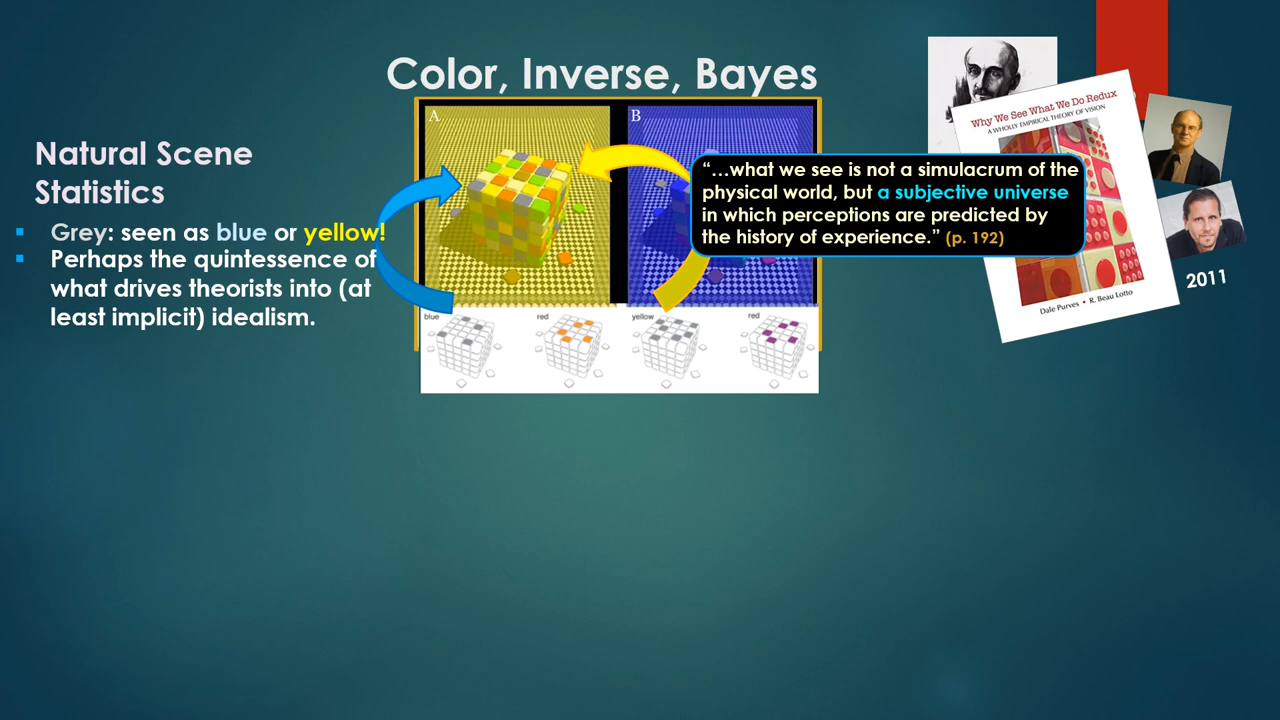 Color, Inverse, Bayes
Natural Scene
Statistics
Grey: seen as blue or yellow!
Perhaps the quintessence of
what drives theorists into (at
least implicit) idealism.
A
B
blue
red
yellow
red
“…what we see is not a simulacrum of the
physical world, but a subjective universe
in which perceptions are predicted by
the history of experience.” (p. 192)
Why We See What We Do Redux
A WHOLLY EMPIRICAL THEORY OF VISION
Dale Purves • R. Beau Lotto
2011